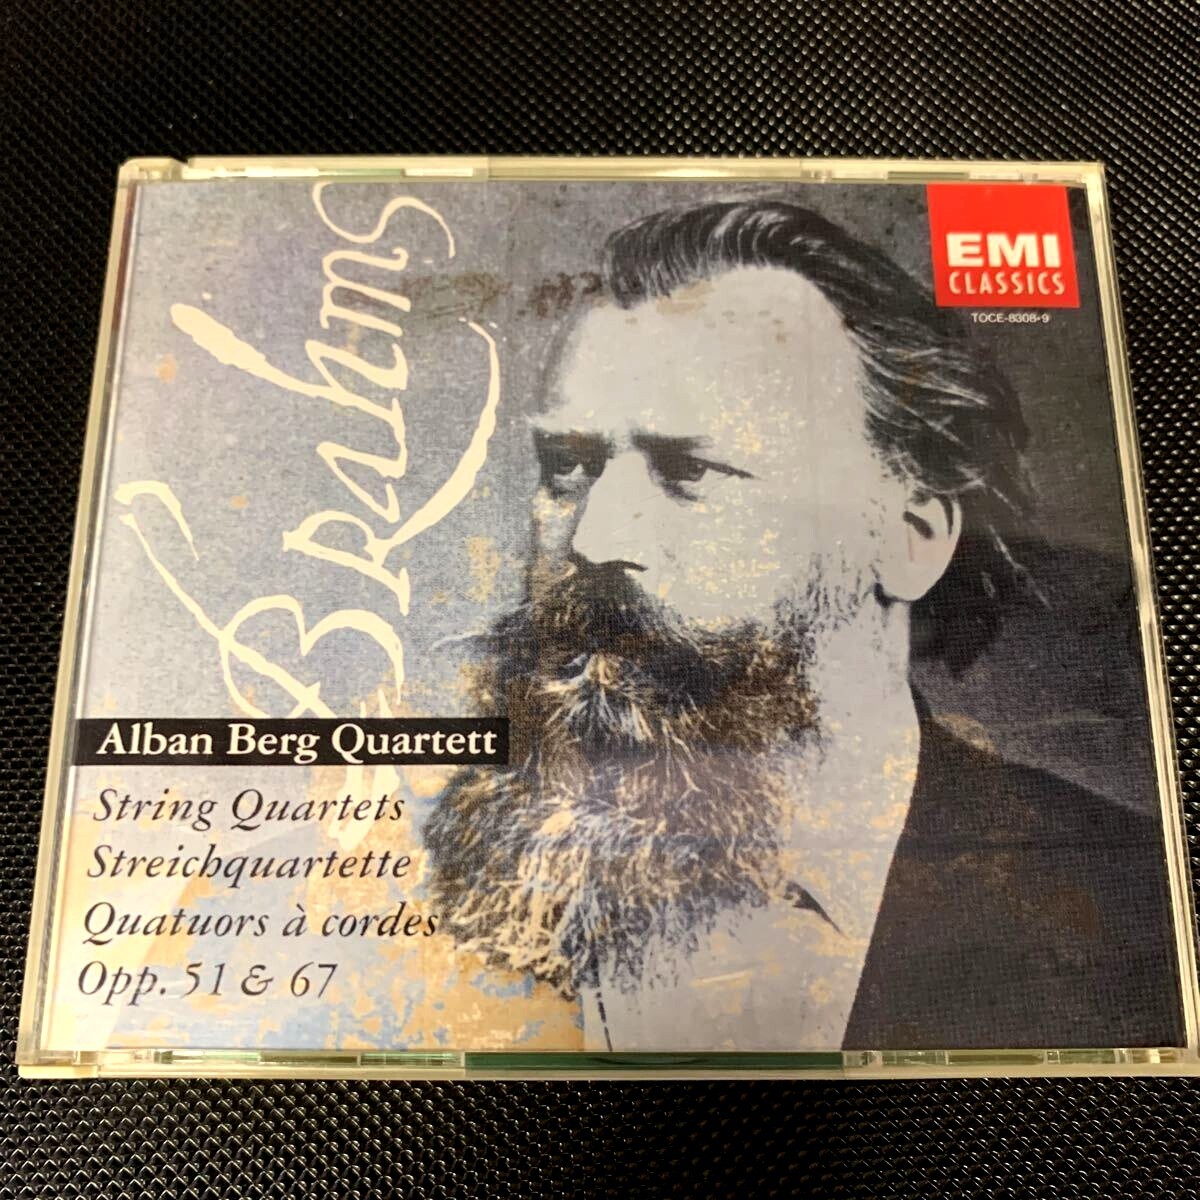 Brahms
EMI
CLASSICS
TOCE-8308•9
Alban Berg Quartett
String Quartets
Streichquartette
Quatuors à cordes
Opp. 51 & 67